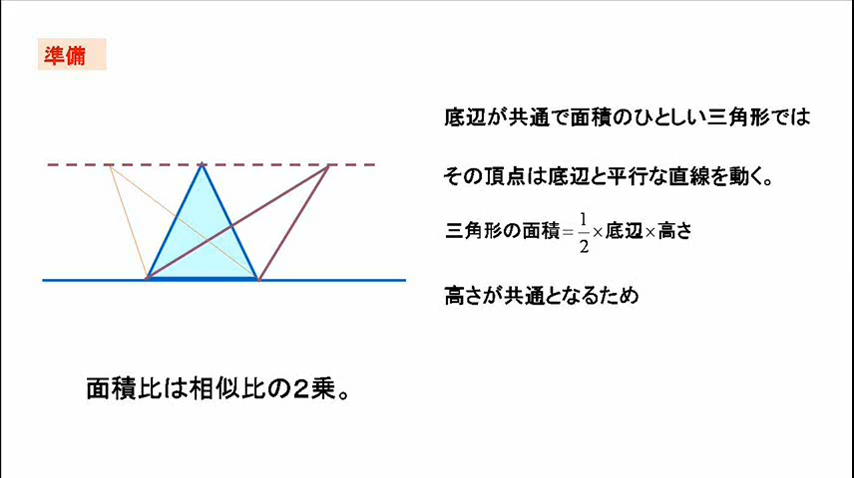 準備
底辺が共通で面積のひとしい三角形では
その頂点は底辺と平行な直線を動く。
三角形の面積=1/2×底辺×高さ
高さが共通となるため
面積比は相似比の2乗。